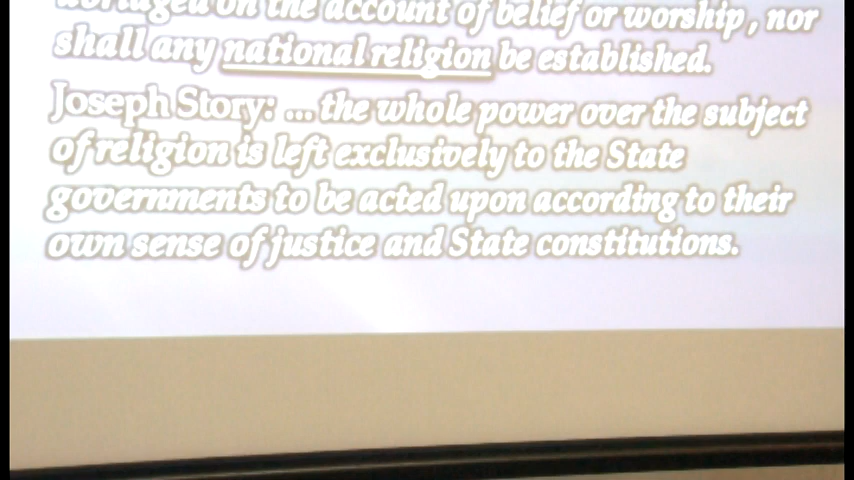 abridged on the account of belief or worship, nor
shall any national religion be established.
Joseph Story: ... the whole power over the subject
of religion is left exclusively to the State
governments to be acted upon according to their
own sense of justice and State constitutions.